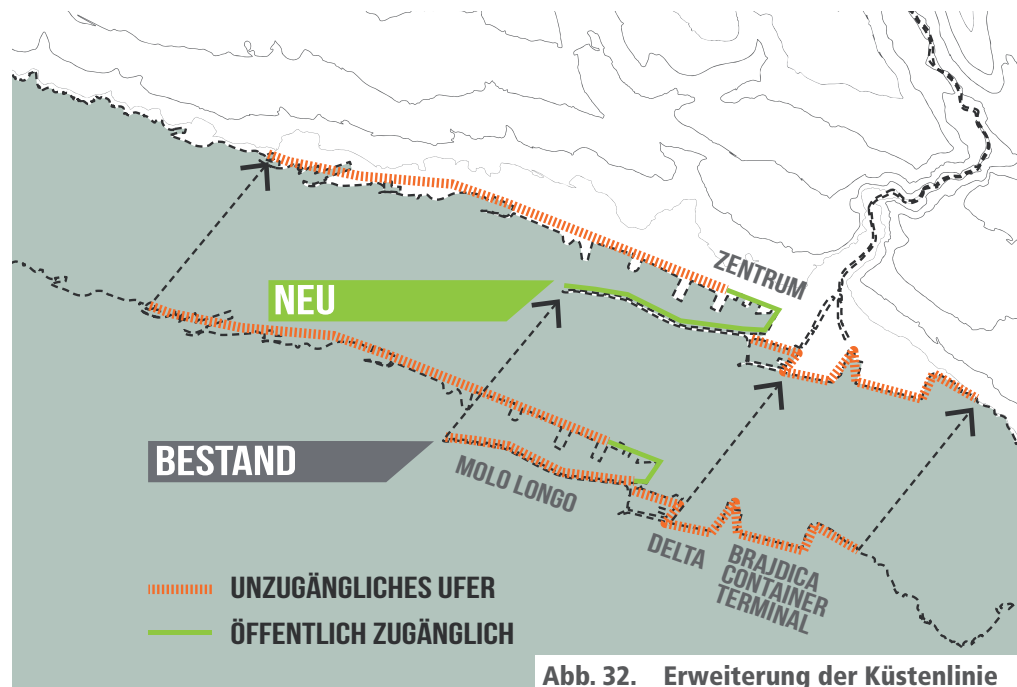 ZENTRUM
NEU
BESTAND
MOLO LONGO
DELTA
BRAJDICA
CONTAINER
TERMINAL
UNZUGÄNGLICHES UFER
ÖFFENTLICH ZUGÄNGLICH
Abb. 32. Erweiterung der Küstenlinie